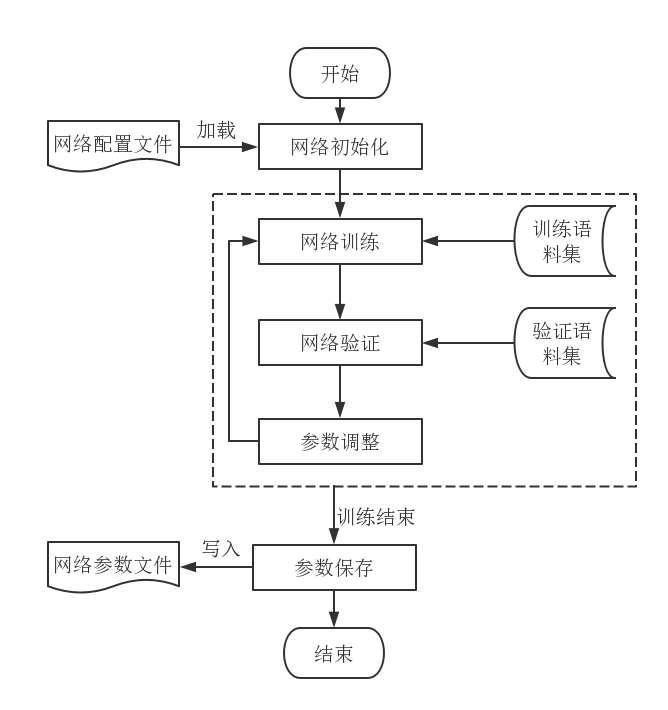 开始
加载
网络配置文件
网络初始化
网络训练
训练语
料集
网络验证
验证语
料集
参数调整
训练结束
写入
网络参数文件
参数保存
结束